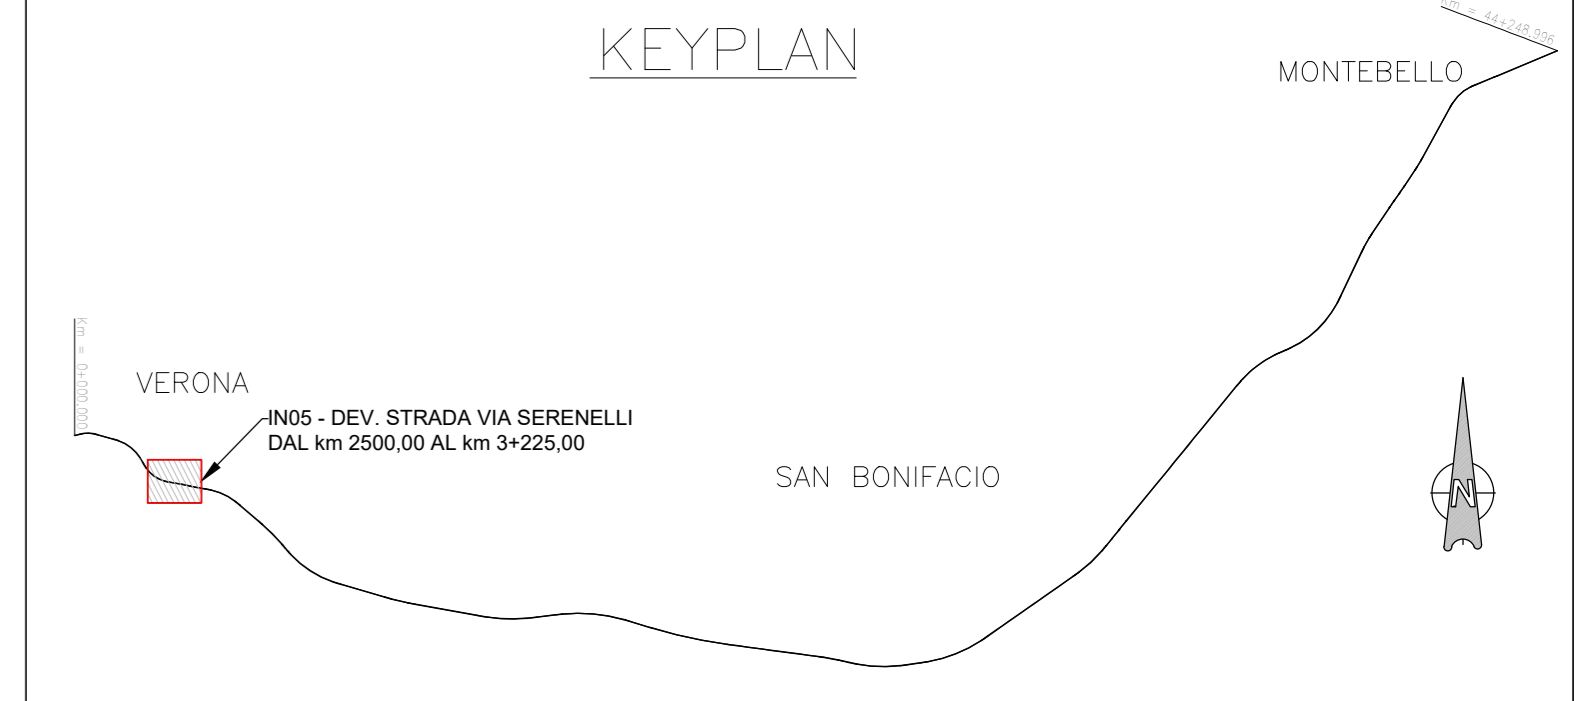 KEYPLAN
Km = 44+248,996
MONTEBELLO
Km = 0+000,000
VERONA
IN05 - DEV. STRADA VIA SERENELLI
DAL km 2500,00 AL km 3+225,00
SAN BONIFACIO
N